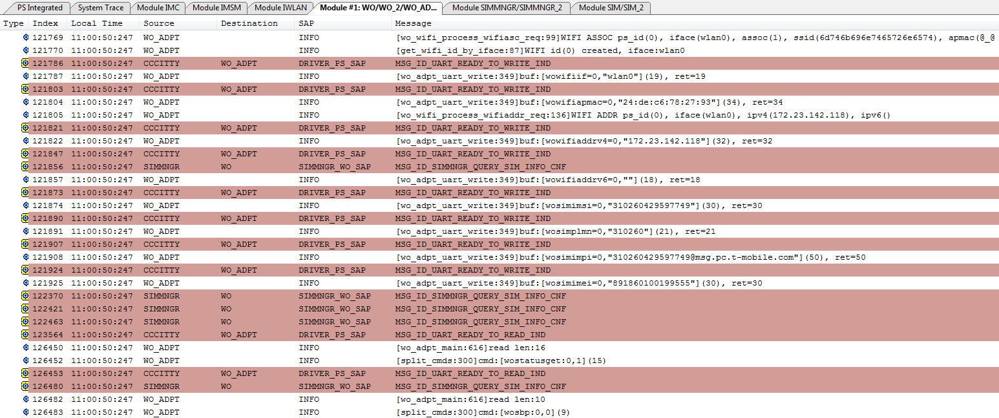 PS Integrated System Trace Module IMC Module IMSM Module IWLAN Module #1: WO/WO_2/WO_AD... Module SIMMNGR/SIMMNGR_2 Module SIM/SIM_2
Type Index Local Time Source Destination SAP Message
121769 11:00:50:247 WO_ADPT INFO [wo_wifi_process_wifiasc_req:99]WIFI ASSOC ps_id(0), iface(wlan0), assoc(1), ssid(6d746b696e7465726e6574), apmac(@_@
121770 11:00:50:247 WO_ADPT INFO [get_wifi_id_by_iface:87]WIFI id(0) created, iface:wlan0
121786 11:00:50:247 CCCITTY WO_ADPT DRIVER_PS_SAP MSG_ID_UART_READY_TO_WRITE_IND
121787 11:00:50:247 WO_ADPT INFO [wo_adpt_uart_write:349]buf:[wowifiif=0,"wlan0"](19), ret=19
121803 11:00:50:247 CCCITTY WO_ADPT DRIVER_PS_SAP MSG_ID_UART_READY_TO_WRITE_IND
121804 11:00:50:247 WO_ADPT INFO [wo_adpt_uart_write:349]buf:[wowifiapmac=0,"24:de:c6:78:27:93"](34), ret=34
121805 11:00:50:247 WO_ADPT INFO [wo_wifi_process_wifiaddr_req:136]WIFI ADDR ps_id(0), iface(wlan0), ipv4(172.23.142.118), ipv6()
121821 11:00:50:247 CCCITTY WO_ADPT DRIVER_PS_SAP MSG_ID_UART_READY_TO_WRITE_IND
121822 11:00:50:247 WO_ADPT INFO [wo_adpt_uart_write:349]buf:[wowifiaddrv4=0,"172.23.142.118"](32), ret=32
121847 11:00:50:247 CCCITTY WO_ADPT DRIVER_PS_SAP MSG_ID_UART_READY_TO_WRITE_IND
121856 11:00:50:247 SIMMNGR WO SIMMNGR_WO_SAP MSG_ID_SIMMNGR_QUERY_SIM_INFO_CNF
121857 11:00:50:247 WO_ADPT INFO [wo_adpt_uart_write:349]buf:[wowifiaddrv6=0,""](18), ret=18
121873 11:00:50:247 CCCITTY WO_ADPT DRIVER_PS_SAP MSG_ID_UART_READY_TO_WRITE_IND
121874 11:00:50:247 WO_ADPT INFO [wo_adpt_uart_write:349]buf:[wosimimsi=0,"310260429597749"](30), ret=30
121890 11:00:50:247 CCCITTY WO_ADPT DRIVER_PS_SAP MSG_ID_UART_READY_TO_WRITE_IND
121891 11:00:50:247 WO_ADPT INFO [wo_adpt_uart_write:349]buf:[wosimplmn=0,"310260"](21), ret=21
121907 11:00:50:247 CCCITTY WO_ADPT DRIVER_PS_SAP MSG_ID_UART_READY_TO_WRITE_IND
121908 11:00:50:247 WO_ADPT INFO [wo_adpt_uart_write:349]buf:[wosimimpi=0,"310260429597749@msg.pc.t-mobile.com"](50), ret=50
121924 11:00:50:247 CCCITTY WO_ADPT DRIVER_PS_SAP MSG_ID_UART_READY_TO_WRITE_IND
121925 11:00:50:247 WO_ADPT INFO [wo_adpt_uart_write:349]buf:[wosimimei=0,"891860100199555"](30), ret=30
122370 11:00:50:247 SIMMNGR WO SIMMNGR_WO_SAP MSG_ID_SIMMNGR_QUERY_SIM_INFO_CNF
122421 11:00:50:247 SIMMNGR WO SIMMNGR_WO_SAP MSG_ID_SIMMNGR_QUERY_SIM_INFO_CNF
122463 11:00:50:247 SIMMNGR WO SIMMNGR_WO_SAP MSG_ID_SIMMNGR_QUERY_SIM_INFO_CNF
123564 11:00:50:247 CCCITTY WO_ADPT DRIVER_PS_SAP MSG_ID_UART_READY_TO_READ_IND
126450 11:00:50:247 WO_ADPT INFO [wo_adpt_main:616]read len:16
126452 11:00:50:247 WO_ADPT INFO [split_cmds:300]cmd:[wostatusget:0,1](15)
126453 11:00:50:247 CCCITTY WO_ADPT DRIVER_PS_SAP MSG_ID_UART_READY_TO_READ_IND
126480 11:00:50:247 SIMMNGR WO SIMMNGR_WO_SAP MSG_ID_SIMMNGR_QUERY_SIM_INFO_CNF
126482 11:00:50:247 WO_ADPT INFO [wo_adpt_main:616]read len:10
126483 11:00:50:247 WO_ADPT INFO [split_cmds:300]cmd:[wosbp:0,0](9)